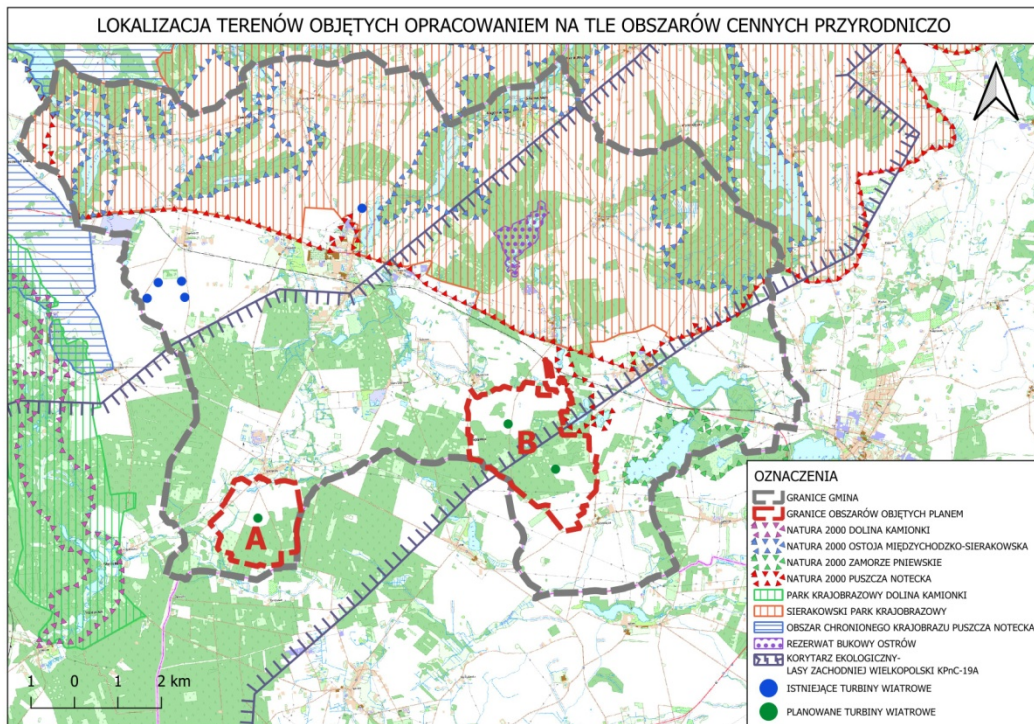 LOKALIZACJA TERENÓW OBJĘTYCH OPRACOWANIEM NA TLE OBSZARÓW CENNYCH PRZYRODNICZO
B
A
OZNACZENIA
GRANICE GMINA
GRANICE OBSZARÓW OBJĘTYCH PLANEM
NATURA 2000 DOLINA KAMIONKI
NATURA 2000 OSTOJA MIĘDZYCHODZKO-SIERAKOWSKA
NATURA 2000 ZAMORZE PNIEWSKIE
NATURA 2000 PUSZCZA NOTECKA
PARK KRAJOBRAZOWY DOLINA KAMIONKI
SIERAKOWSKI PARK KRAJOBRAZOWY
OBSZAR CHRONIONEGO KRAJOBRAZU PUSZCZA NOTECKA
REZERWAT BUKOWY OSTRÓW
KORYTARZ EKOLOGICZNY-
LASY ZACHODNIEJ WIELKOPOLSKI KPnC-19A
ISTNIEJĄCE TURBINY WIATROWE
PLANOWANE TURBINY WIATROWE
1 0 1 2 km